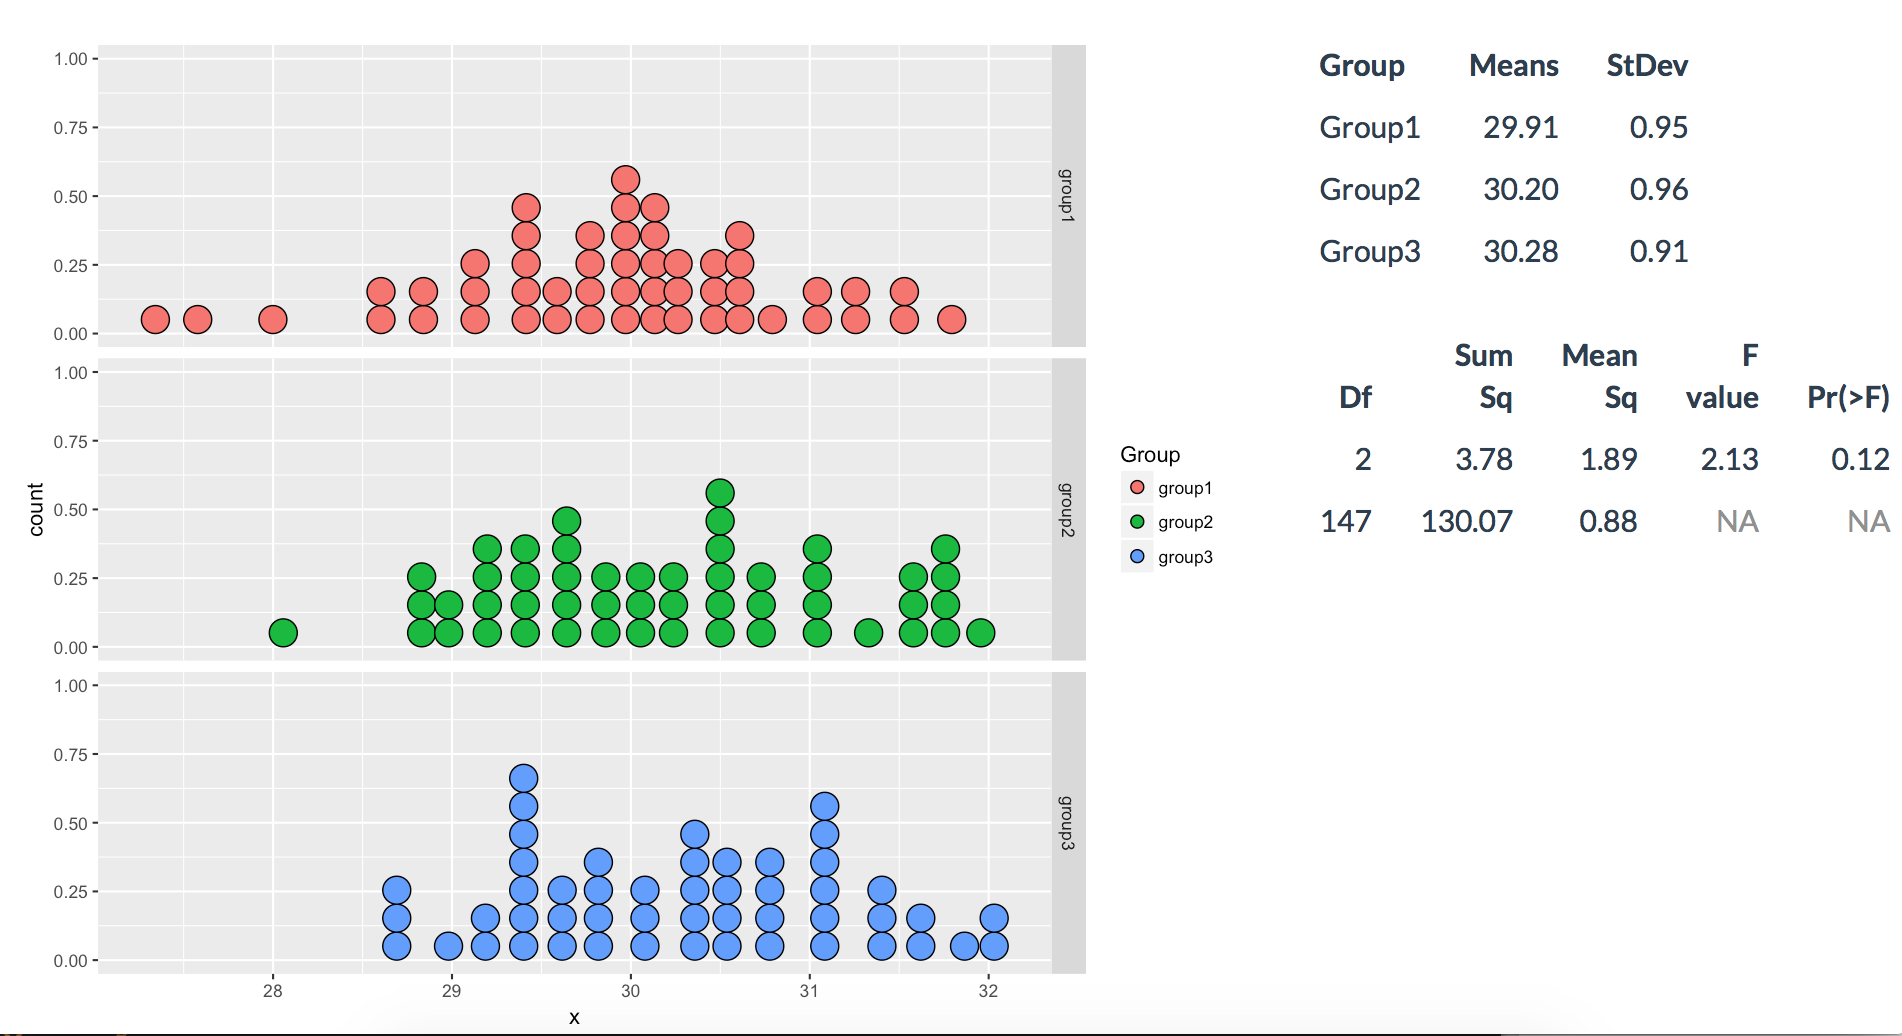 1.00
0.75
0.50
0.25
0.00
group1
1.00
0.75
0.50
0.25
0.00
group2
1.00
0.75
0.50
0.25
0.00
group3
count
28 29 30 31 32
x
Group
group1
group2
group3
Group Means StDev
Group1 29.91 0.95
Group2 30.20 0.96
Group3 30.28 0.91
Sum Mean F
Df Sq Sq value Pr(>F)
2 3.78 1.89 2.13 0.12
147 130.07 0.88 NA NA